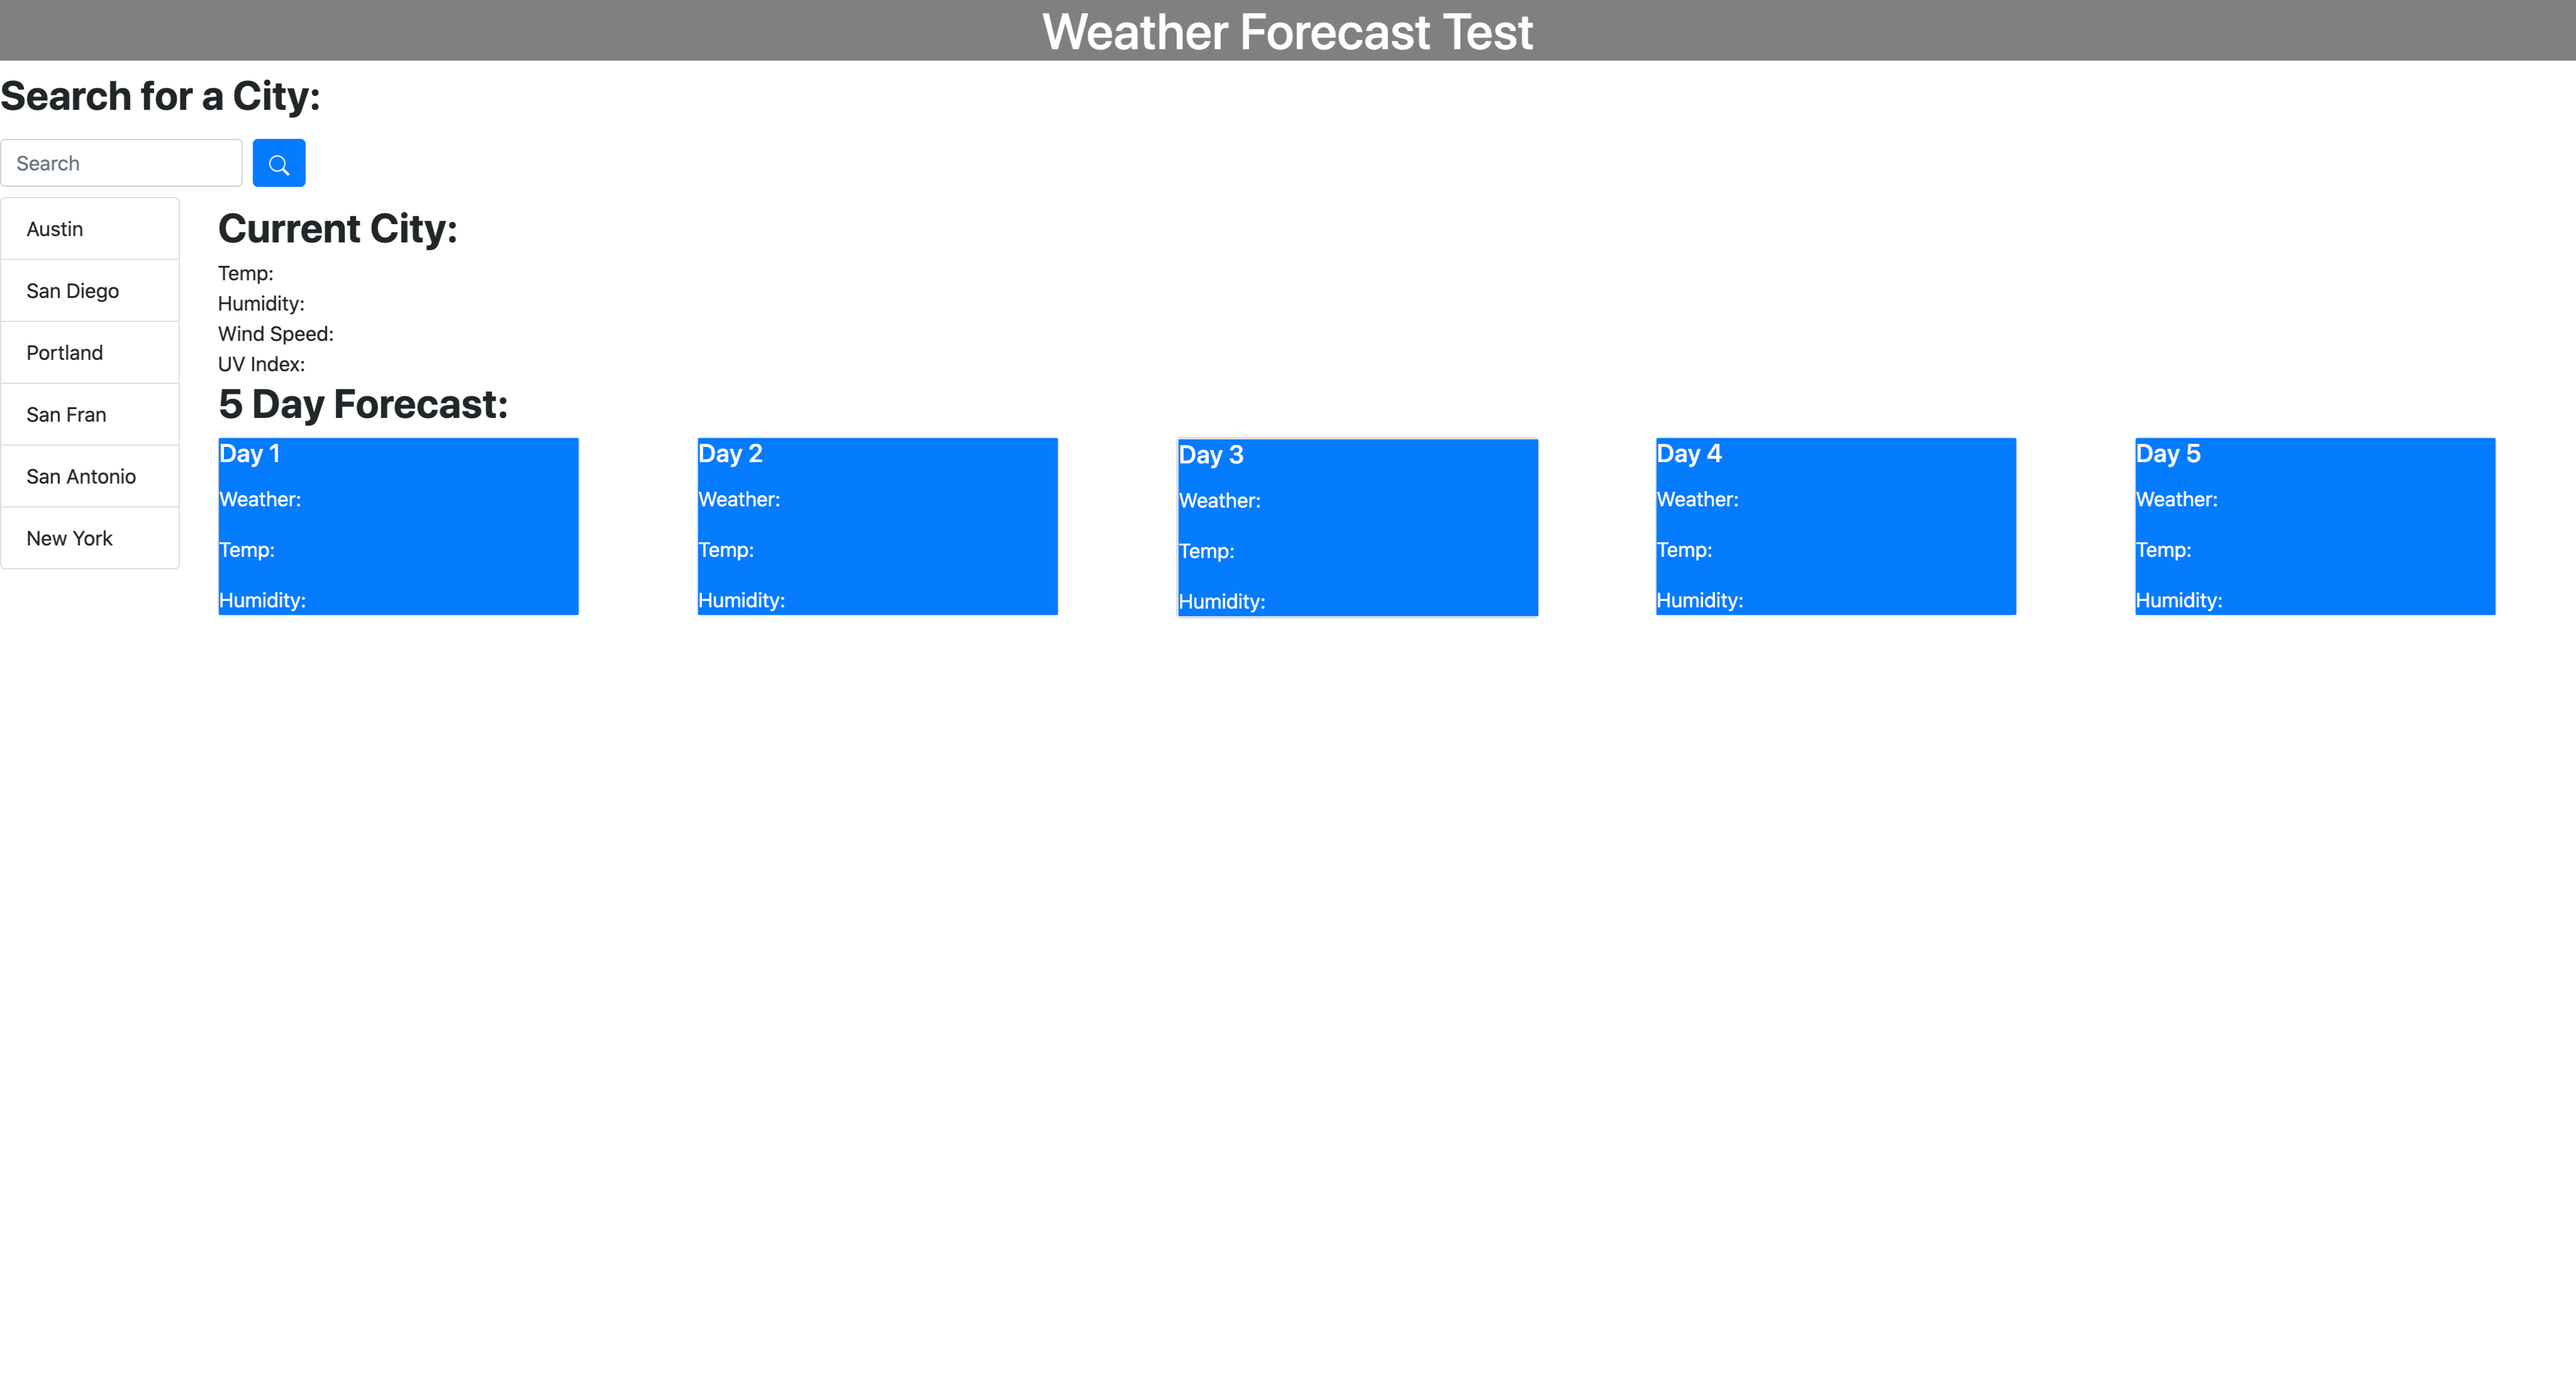 Weather Forecast Test
Search for a City:
Search
Austin
San Diego
Portland
San Fran
San Antonio
New York
Current City:
Temp:
Humidity:
Wind Speed:
UV Index:
5 Day Forecast:
Day 1
Weather:
Temp:
Humidity:
Day 2
Weather:
Temp:
Humidity:
Day 3
Weather:
Temp:
Humidity:
Day 4
Weather:
Temp:
Humidity:
Day 5
Weather:
Temp:
Humidity: